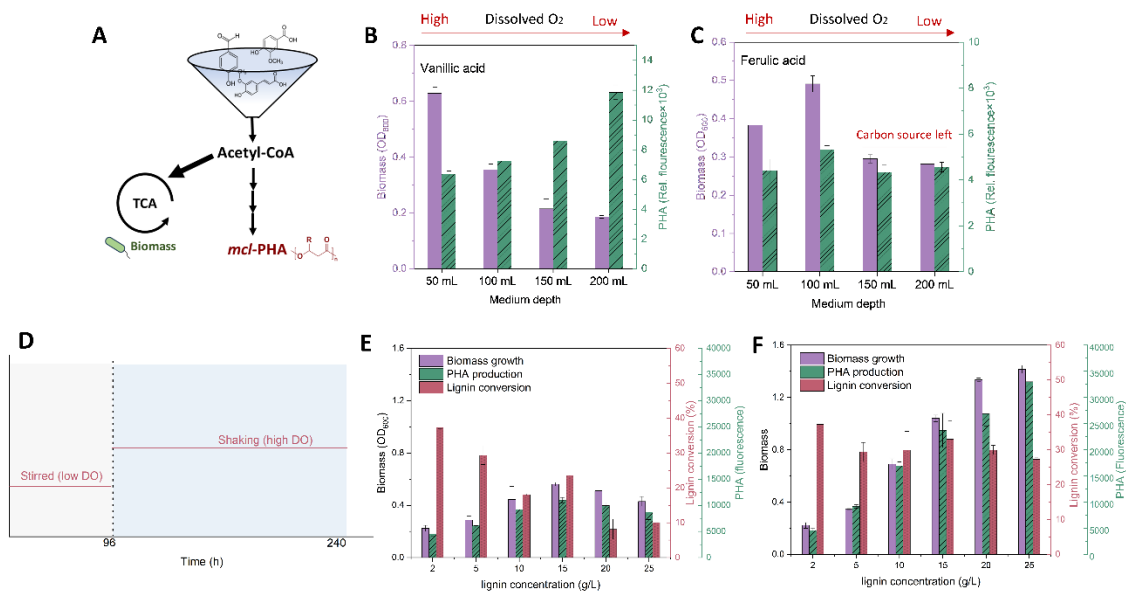 A
Acetyl-CoA
TCA
Biomass
mcl-PHA
B
High
Dissolved O₂
Low
Vanillic acid
Biomass (OD₆₀₀)
0.8
0.6
0.4
0.2
0.0
PHA (Rel. flourescence×10³)
14
12
10
8
6
4
2
0
50 mL
100 mL
150 mL
200 mL
Medium depth
C
High
Dissolved O₂
Low
Ferulic acid
Carbon source left
Biomass (OD₆₀₀)
0.6
0.5
0.4
0.3
0.2
0.1
0.0
PHA (Rel. flourescence×10³)
10
8
6
4
2
0
50 mL
100 mL
150 mL
200 mL
Medium depth
D
Shaking (high DO)
Stirred (low DO)
96
240
Time (h)
E
Biomass growth
PHA production
Lignin conversion
Biomass (OD₆₀₀)
1.6
1.2
0.8
0.4
0.0
Lignin conversion (%)
60
50
40
30
20
10
0
PHA (fluorescence)
40000
35000
30000
25000
20000
15000
10000
5000
0
2
5
10
15
20
25
lignin concentration (g/L)
F
Biomass growth
PHA production
Lignin conversion
Biomass
1.6
1.2
0.8
0.4
0.0
Lignin conversion (%)
60
50
40
30
20
10
0
PHA (Fluorescence)
40000
35000
30000
25000
20000
15000
10000
5000
0
2
5
10
15
20
25
lignin concentration (g/L)